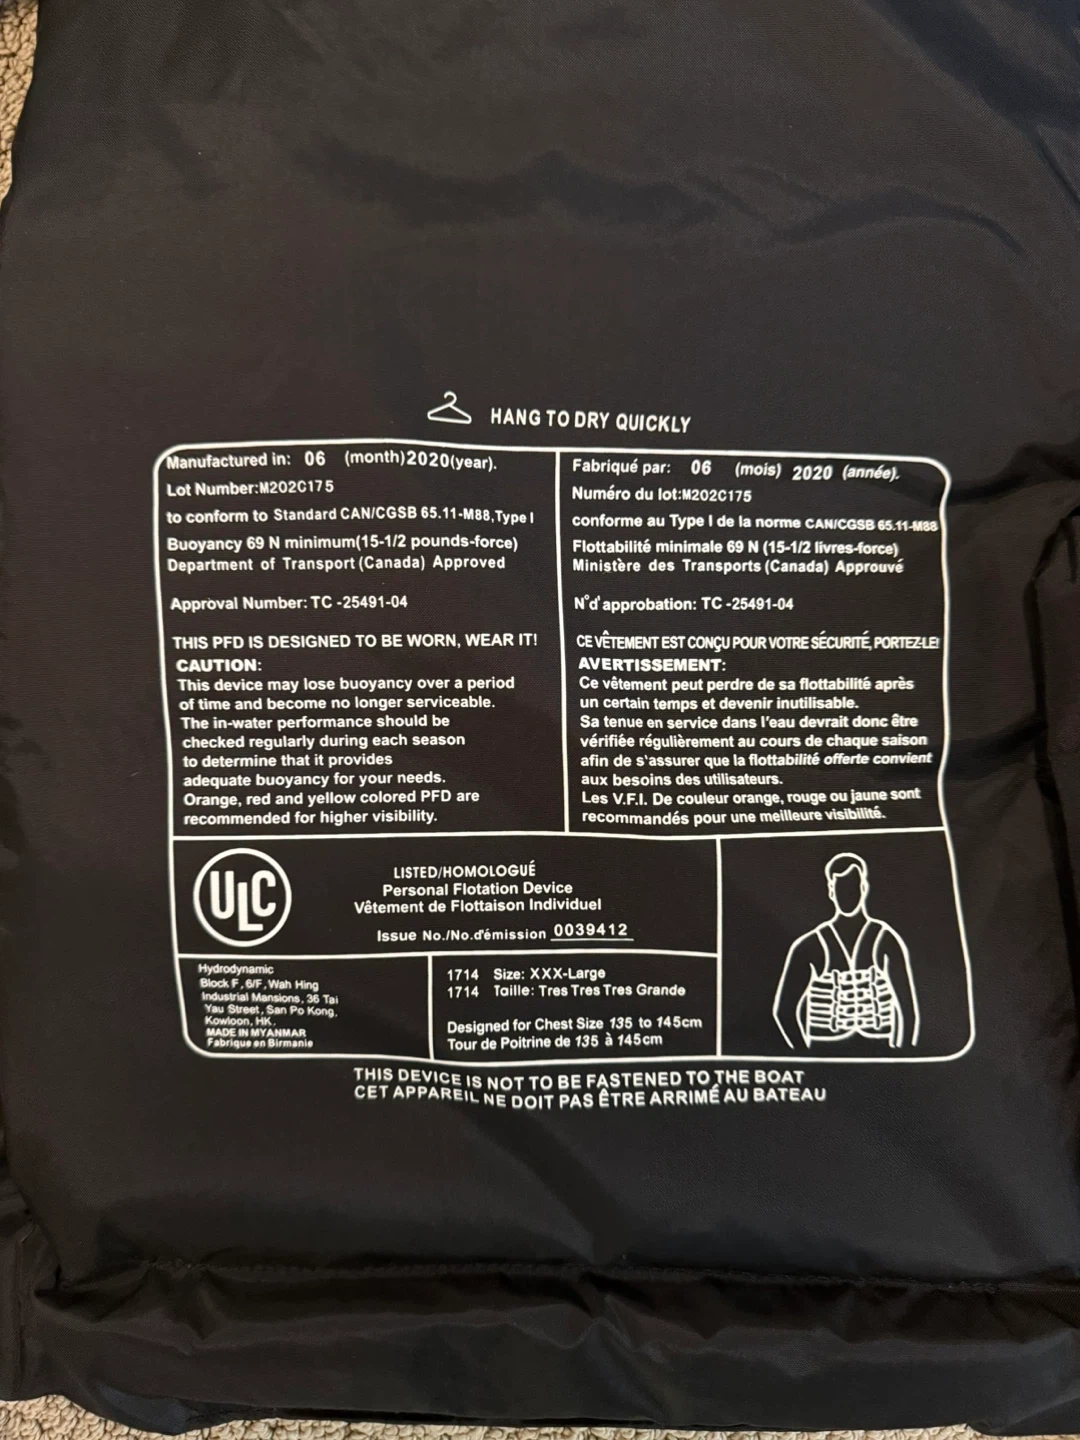 HANG TO DRY QUICKLY
Manufactured in: 06 (month)2020(year).
Lot Number:M202C175
to conform to Standard CAN/CGSB 65.11-M88,Type I
Buoyancy 69 N minimum(15-1/2 pounds-force)
Department of Transport (Canada) Approved
Approval Number: TC -25491-04
THIS PFD IS DESIGNED TO BE WORN, WEAR IT!
CAUTION:
This device may lose buoyancy over a period
of time and become no longer serviceable.
The in-water performance should be
checked regularly during each season
to determine that it provides
adequate buoyancy for your needs.
Orange, red and yellow colored PFD are
recommended for higher visibility.
Fabriqué par: 06 (mois) 2020 (année).
Numéro du lot:M202C175
conforme au Type I de la norme CAN/CGSB 65.11-M88
Flottabilité minimale 69 N (15-1/2 livres-force)
Ministère des Transports (Canada) Approuvé
N°d'approbation: TC -25491-04
CE VÊTEMENT EST CONÇU POUR VOTRE SÉCURITÉ, PORTEZ-LE!
AVERTISSEMENT:
Ce vêtement peut perdre de sa flottabilité après
un certain temps et devenir inutilisable.
Sa tenue en service dans l'eau devrait donc être
vérifiée régulièrement au cours de chaque saison
afin de s'assurer que la flottabilité offerte convient
aux besoins des utilisateurs.
Les V.F.I. De couleur orange, rouge ou jaune sont
recommandés pour une meilleure visibilité.
ULC
LISTED/HOMOLOGUÉ
Personal Flotation Device
Vêtement de Flottaison Individuel
Issue No./No.d'émission 0039412
Hydrodynamic
Block F, 6/F, Wah Hing
Industrial Mansions, 36 Tai
Yau Street, San Po Kong,
Kowloon, HK.
MADE IN MYANMAR
Fabrique en Birmanie
1714 Size: XXX-Large
1714 Taille: Tres Tres Tres Grande
Designed for Chest Size 135 to 145cm
Tour de Poitrine de 135 à 145cm
THIS DEVICE IS NOT TO BE FASTENED TO THE BOAT
CET APPAREIL NE DOIT PAS ÊTRE ARRIMÉ AU BATEAU